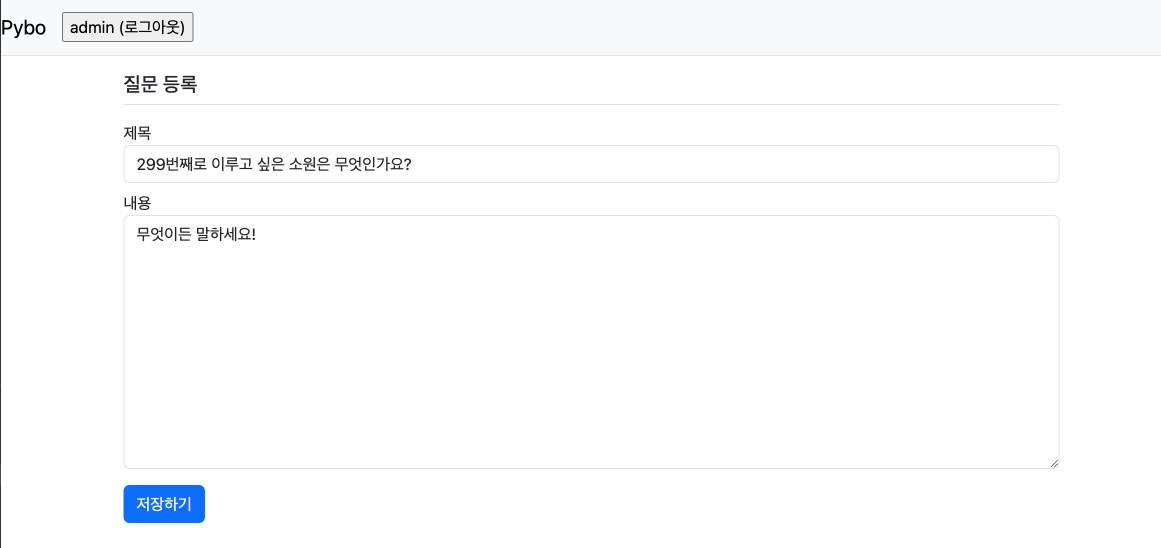 Pybo admin (로그아웃)
질문 등록
제목
299번째로 이루고 싶은 소원은 무엇인가요?
내용
무엇이든 말하세요!
저장하기